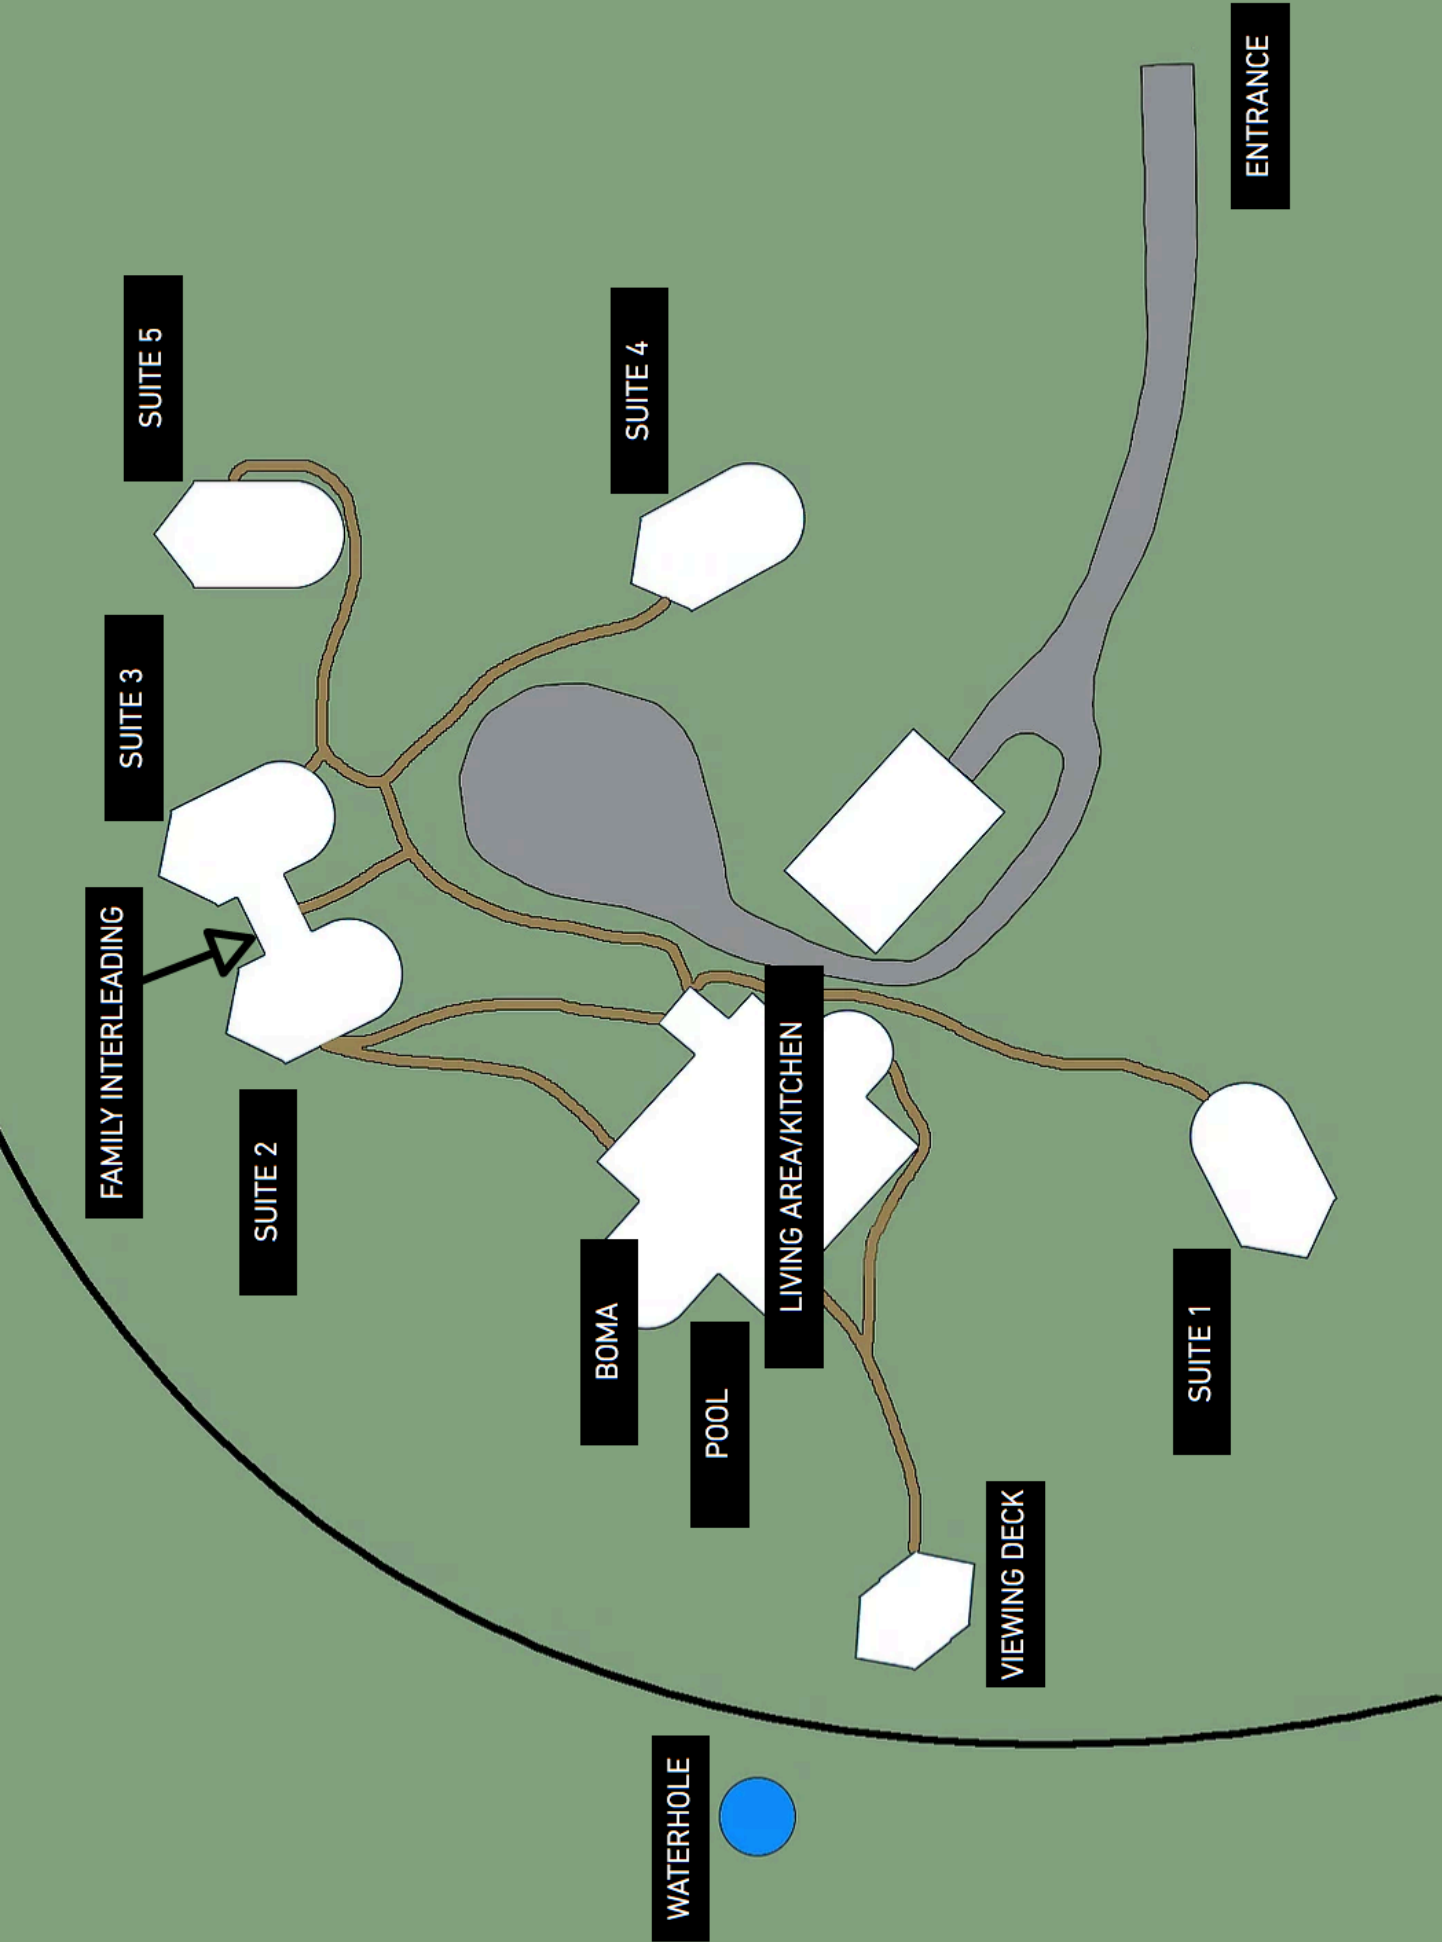 SUITE 5
SUITE 3
FAMILY INTERLEADING
SUITE 2
SUITE 4
BOMA
WATERHOLE
POOL
LIVING AREA/KITCHEN
VIEWING DECK
SUITE 1
ENTRANCE